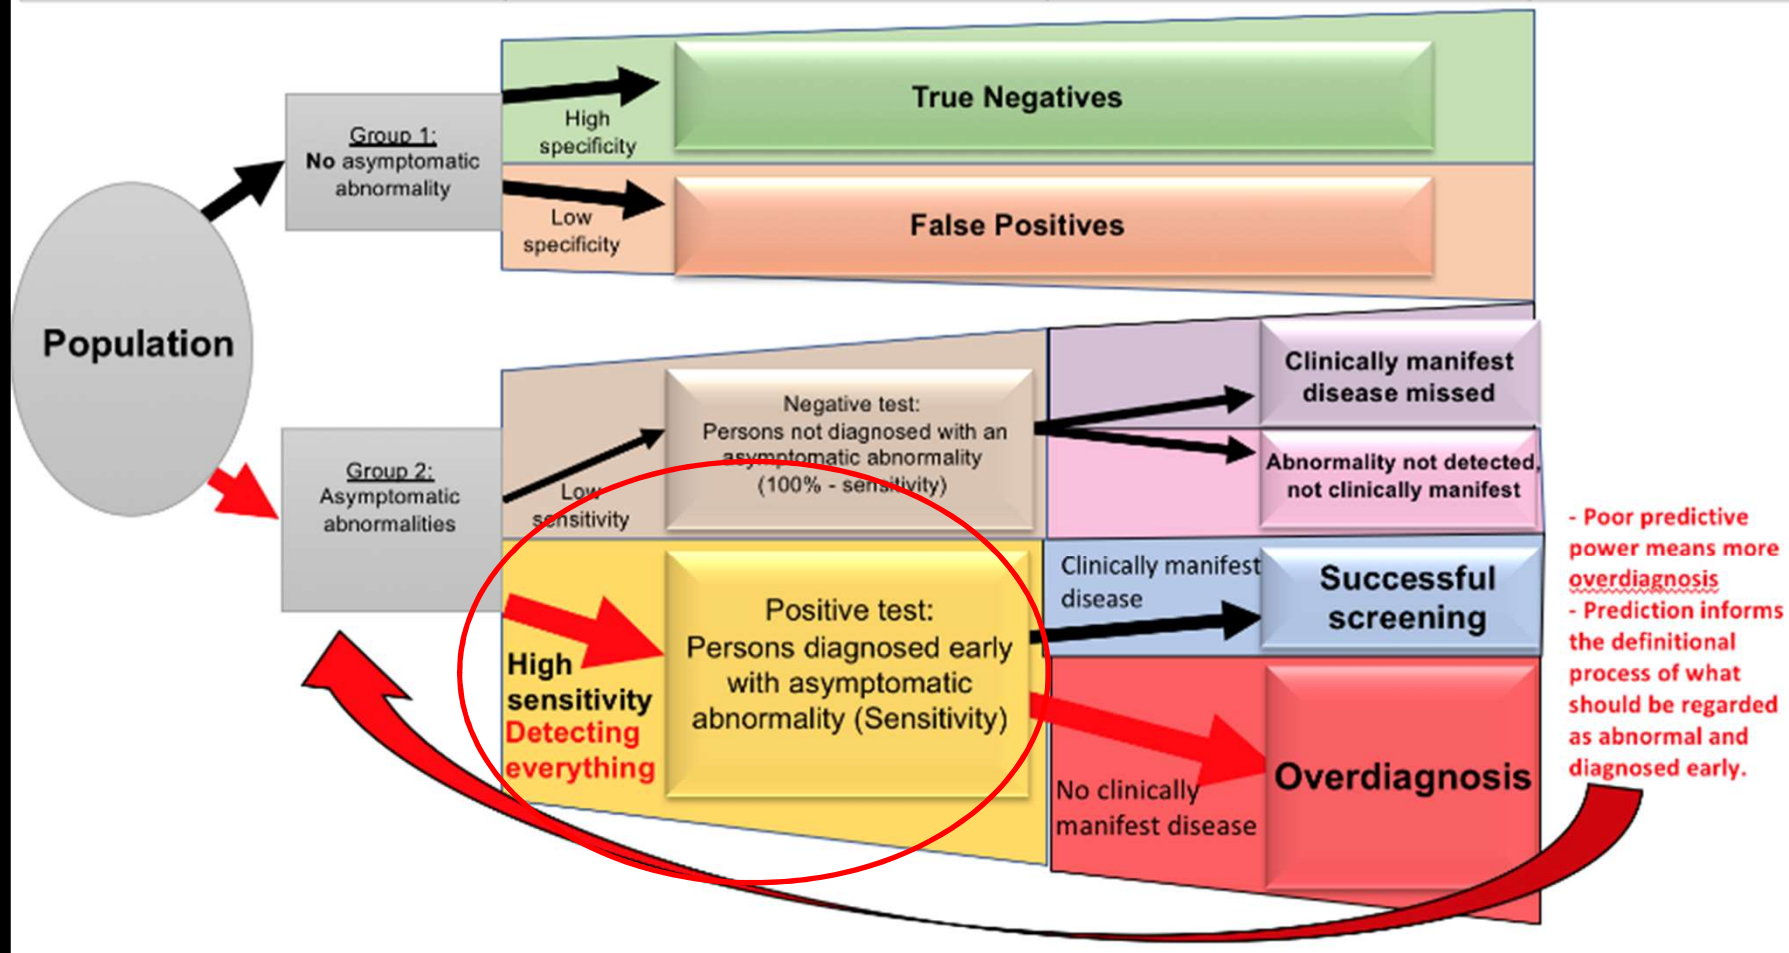 Population
Group 1:
No asymptomatic
abnormality
High
specificity
True Negatives
Low
specificity
False Positives
Group 2:
Asymptomatic
abnormalities
Low
sensitivity
Negative test:
Persons not diagnosed with an
asymptomatic abnormality
(100% - sensitivity)
Clinically manifest
disease missed
Abnormality not detected,
not clinically manifest
High
sensitivity
Detecting
everything
Positive test:
Persons diagnosed early
with asymptomatic
abnormality (Sensitivity)
Clinically manifest
disease
Successful
screening
No clinically
manifest disease
Overdiagnosis
- Poor predictive
power means more
overdiagnosis
- Prediction informs
the definitional
process of what
should be regarded
as abnormal and
diagnosed early.